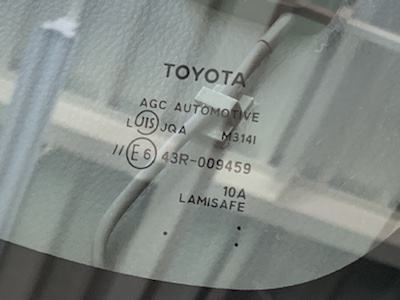 TOYOTA
AGC AUTOMOTIVE
L JIS JQA M314I
// E6 43R-009459
10A
LAMISAFE